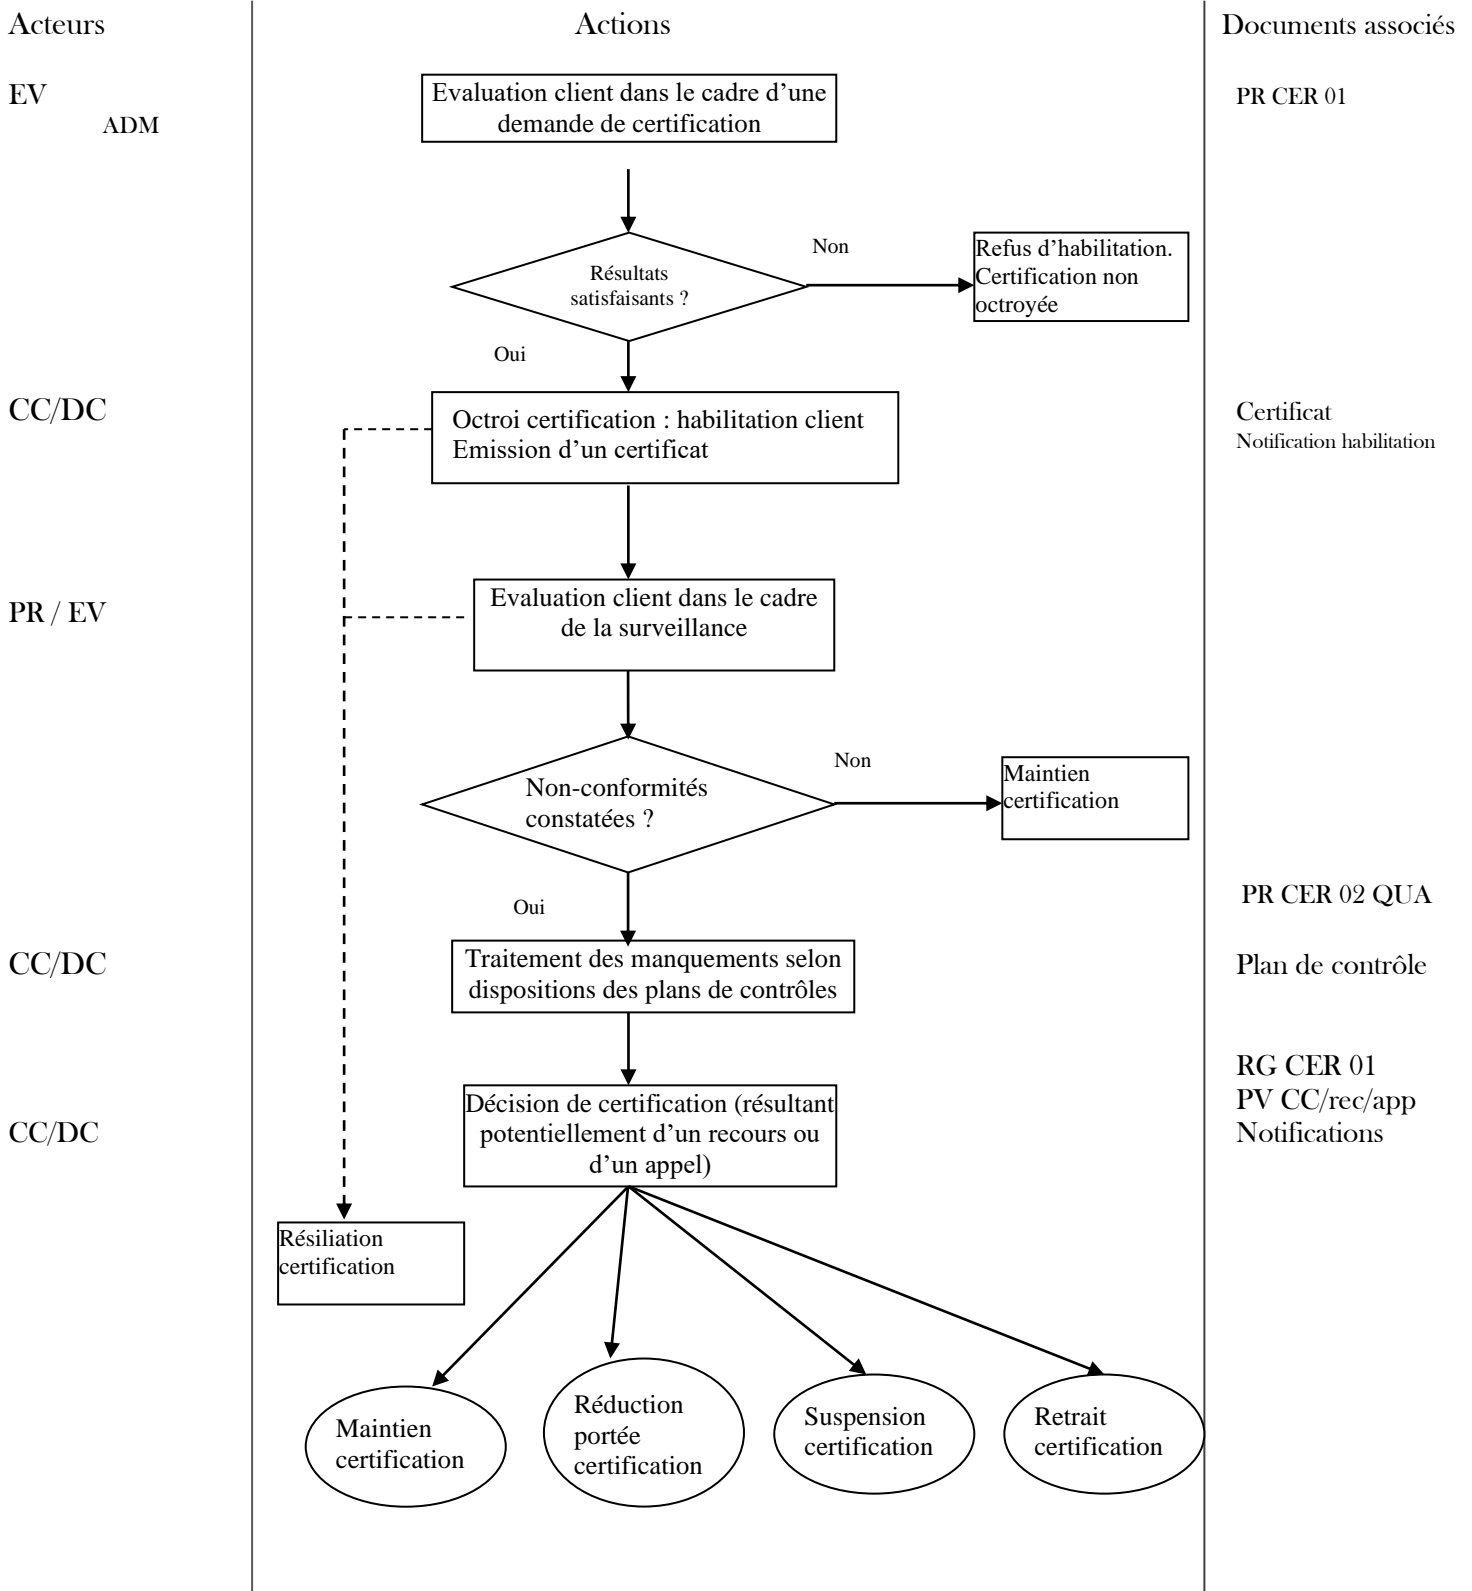 Acteurs
Actions
Documents associés
EV
ADM
Evaluation client dans le cadre d’une
demande de certification
PR CER 01
Résultats
satisfaisants ?
Non
Refus d’habilitation.
Certification non
octroyée
Oui
CC/DC
Octroi certification : habilitation client
Emission d’un certificat
Certificat
Notification habilitation
PR / EV
Evaluation client dans le cadre
de la surveillance
Non-conformités
constatées ?
Non
Maintien
certification
Oui
PR CER 02 QUA
CC/DC
Traitement des manquements selon
dispositions des plans de contrôles
Plan de contrôle
RG CER 01
PV CC/rec/app
Notifications
CC/DC
Décision de certification (résultant
potentiellement d’un recours ou
d’un appel)
Résiliation
certification
Maintien
certification
Réduction
portée
certification
Suspension
certification
Retrait
certification